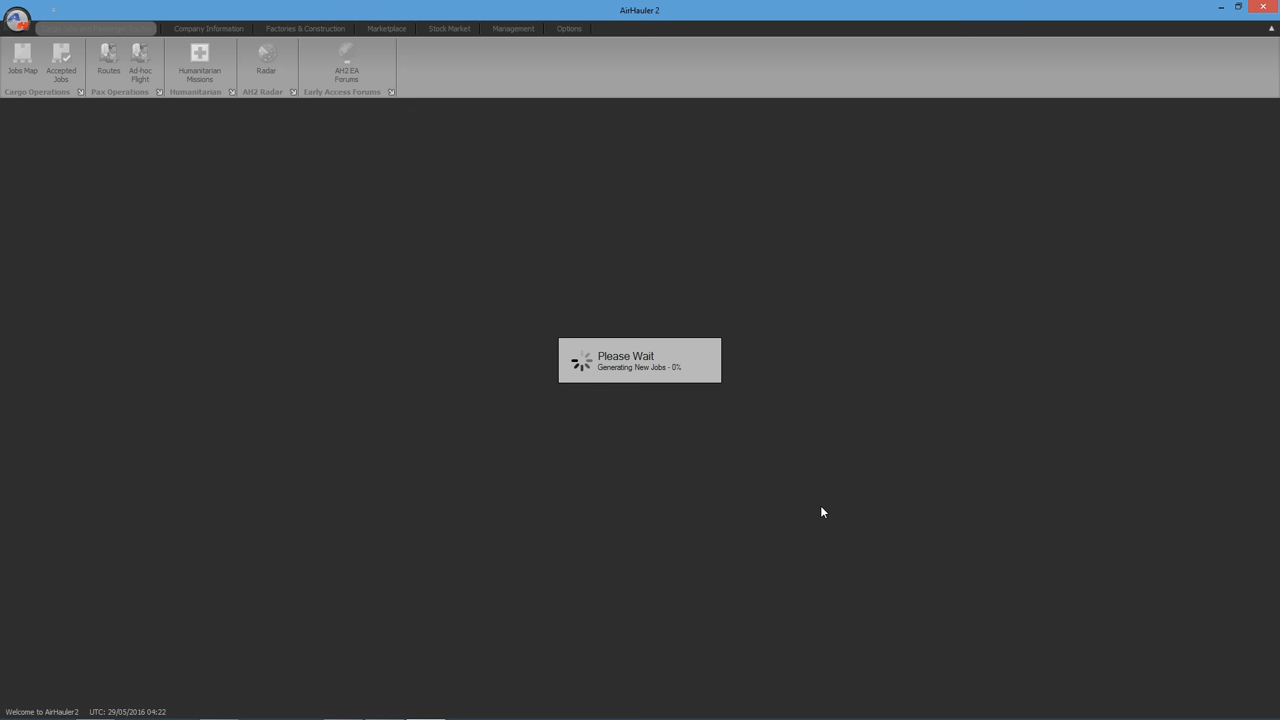 AirHauler 2
Company Information
Factories & Construction
Marketplace
Stock Market
Management
Options
Jobs Map
Accepted
Jobs
Routes
Ad-hoc
Flight
Humanitarian
Missions
Radar
AH2 EA
Forums
Cargo Operations
Pax Operations
Humanitarian
AH2 Radar
Early Access Forums
Please Wait
Generating New Jobs - 0%
Welcome to AirHauler2
UTC: 29/05/2016 04:22